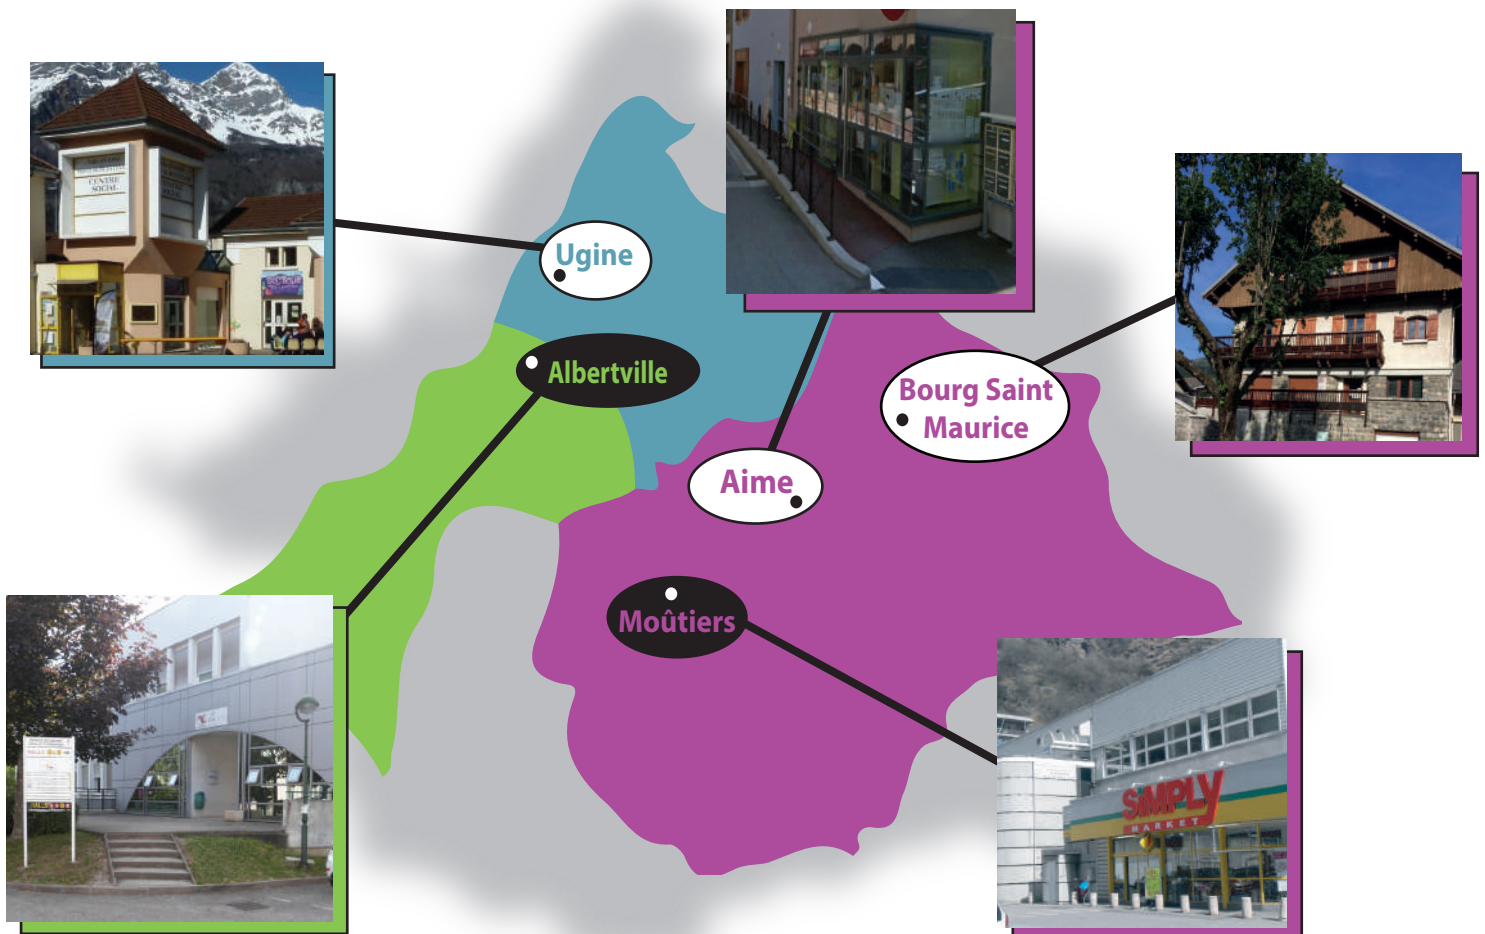 CENTRE
SOCIAL
Ugine
Albertville
Bourg Saint
Maurice
Aime
Moûtiers
SiMPLY
MARKET